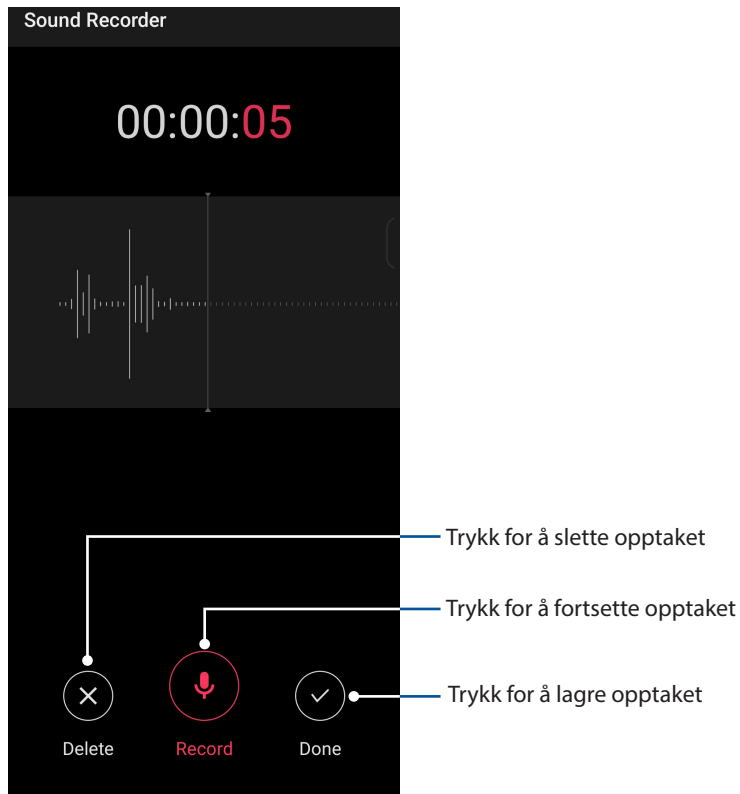 Sound Recorder
00:00:05
Trykk for å slette opptaket
Trykk for å fortsette opptaket
Trykk for å lagre opptaket
Delete
Record
Done